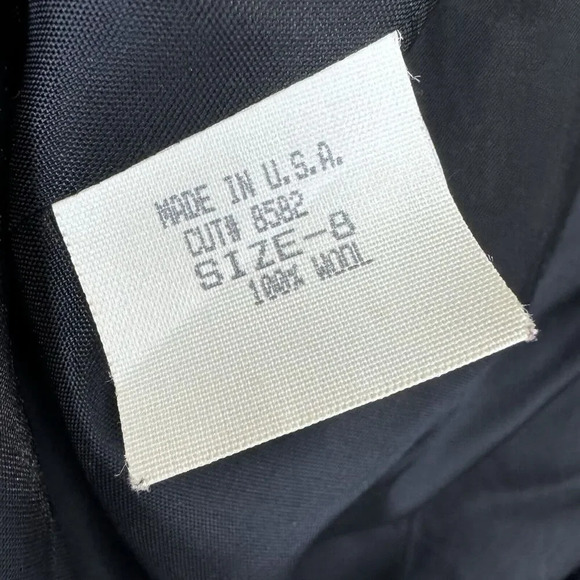 MADE IN U.S.A.
CUT# 8582
SIZE-8
100% WOOL